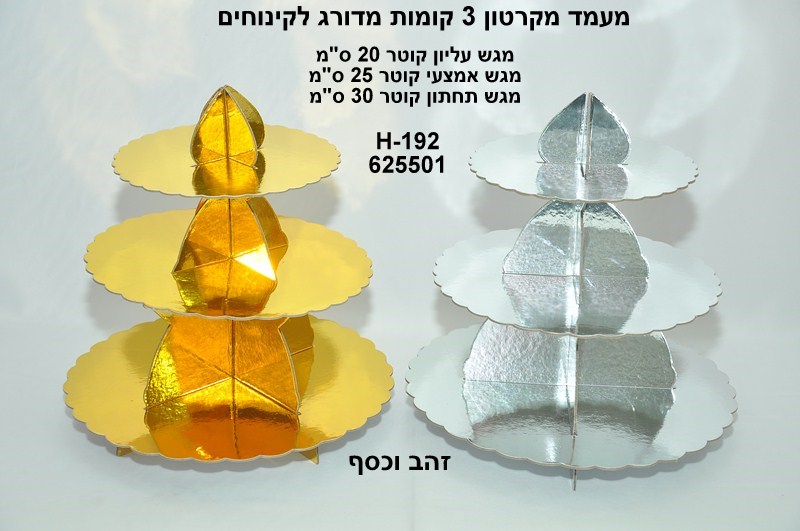 מעמד מקרטון 3 קומות מדורג לקינוחים
מגש עליון קוטר 20 ס"מ
מגש אמצעי קוטר 25 ס"מ
מגש תחתון קוטר 30 ס"מ
H-192
625501
זהב וכסף